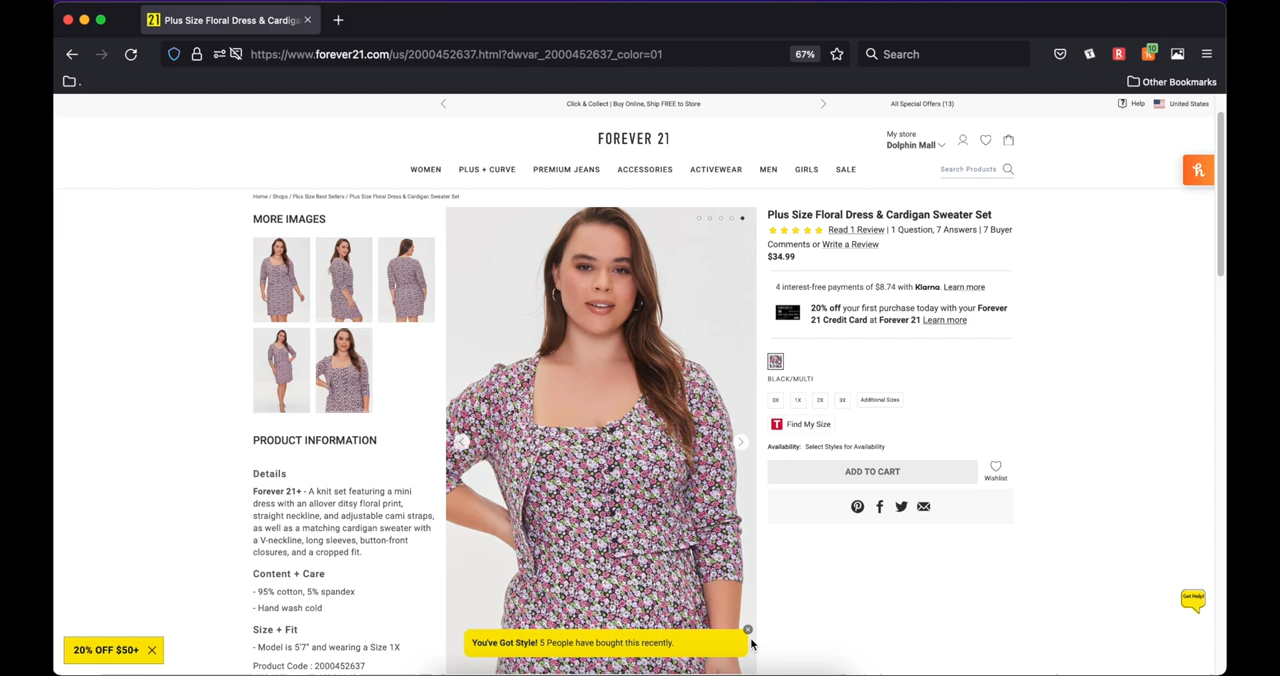 21 Plus Size Floral Dress & Cardiga
https://www.forever21.com/us/2000452637.html?dwvar_2000452637_color=01
67%
Search
10
.
Other Bookmarks
Click & Collect | Buy Online, Ship FREE to Store
All Special Offers (13)
Help
United States
FOREVER 21
My store
Dolphin Mall
WOMEN PLUS + CURVE PREMIUM JEANS ACCESSORIES ACTIVEWEAR MEN GIRLS SALE
Search Products
Home / Shops / Plus Size Best Sellers / Plus Size Floral Dress & Cardigan Sweater Set
MORE IMAGES
PRODUCT INFORMATION
Details
Forever 21+ - A knit set featuring a mini
dress with an allover ditsy floral print,
straight neckline, and adjustable cami straps,
as well as a matching cardigan sweater with
a V-neckline, long sleeves, button-front
closures, and a cropped fit.
Content + Care
- 95% cotton, 5% spandex
- Hand wash cold
Size + Fit
- Model is 5'7" and wearing a Size 1X
Product Code : 2000452637
Plus Size Floral Dress & Cardigan Sweater Set
Read 1 Review | 1 Question, 7 Answers | 7 Buyer
Comments or Write a Review
$34.99
4 interest-free payments of $8.74 with Klarna. Learn more
20% off your first purchase today with your Forever
21 Credit Card at Forever 21 Learn more
BLACK/MULTI
0X 1X 2X 3X Additional Sizes
T Find My Size
Availability: Select Styles for Availability
ADD TO CART
Wishlist
Get Help!
You've Got Style! 5 People have bought this recently.
20% OFF $50+